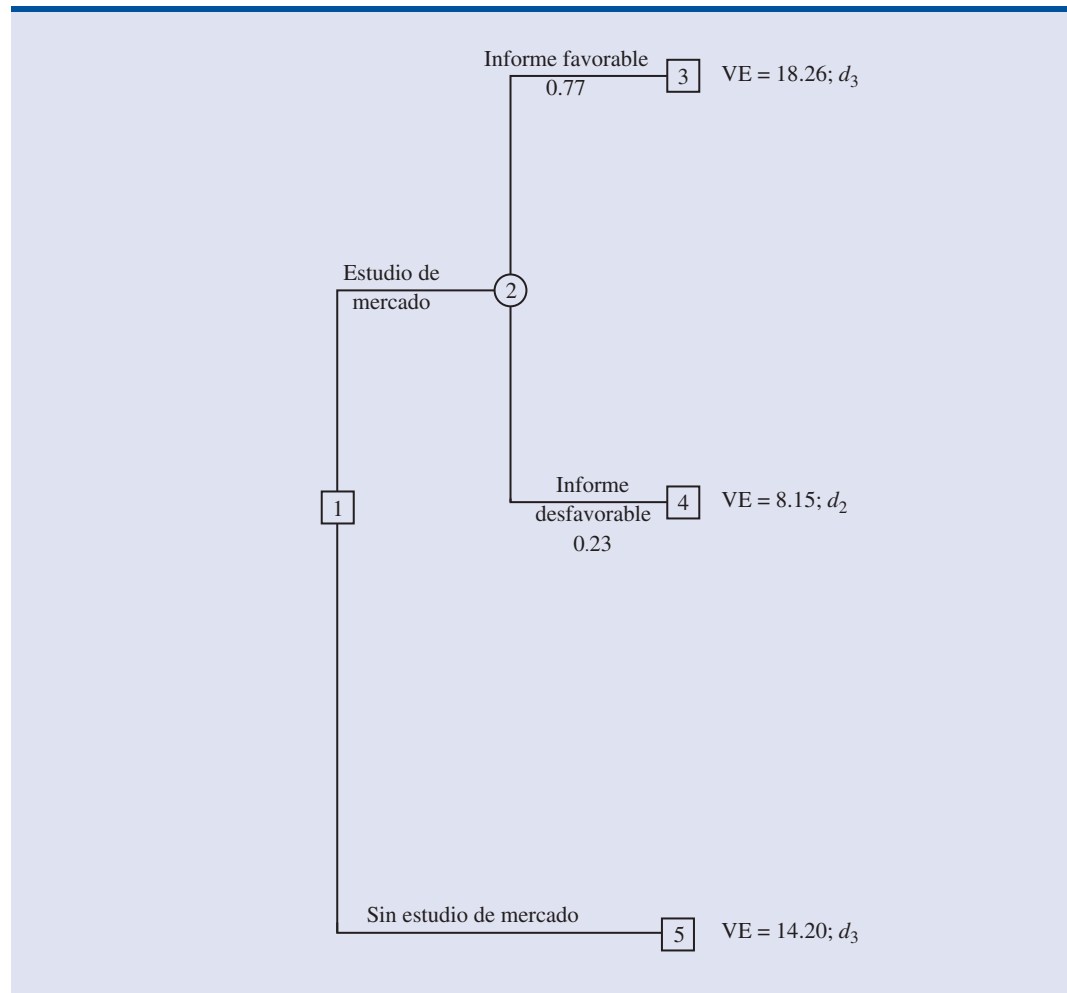 Informe favorable
0.77
3
VE = 18.26; d3
Estudio de
mercado
2
1
Informe
desfavorable
0.23
4
VE = 8.15; d2
Sin estudio de mercado
5
VE = 14.20; d3